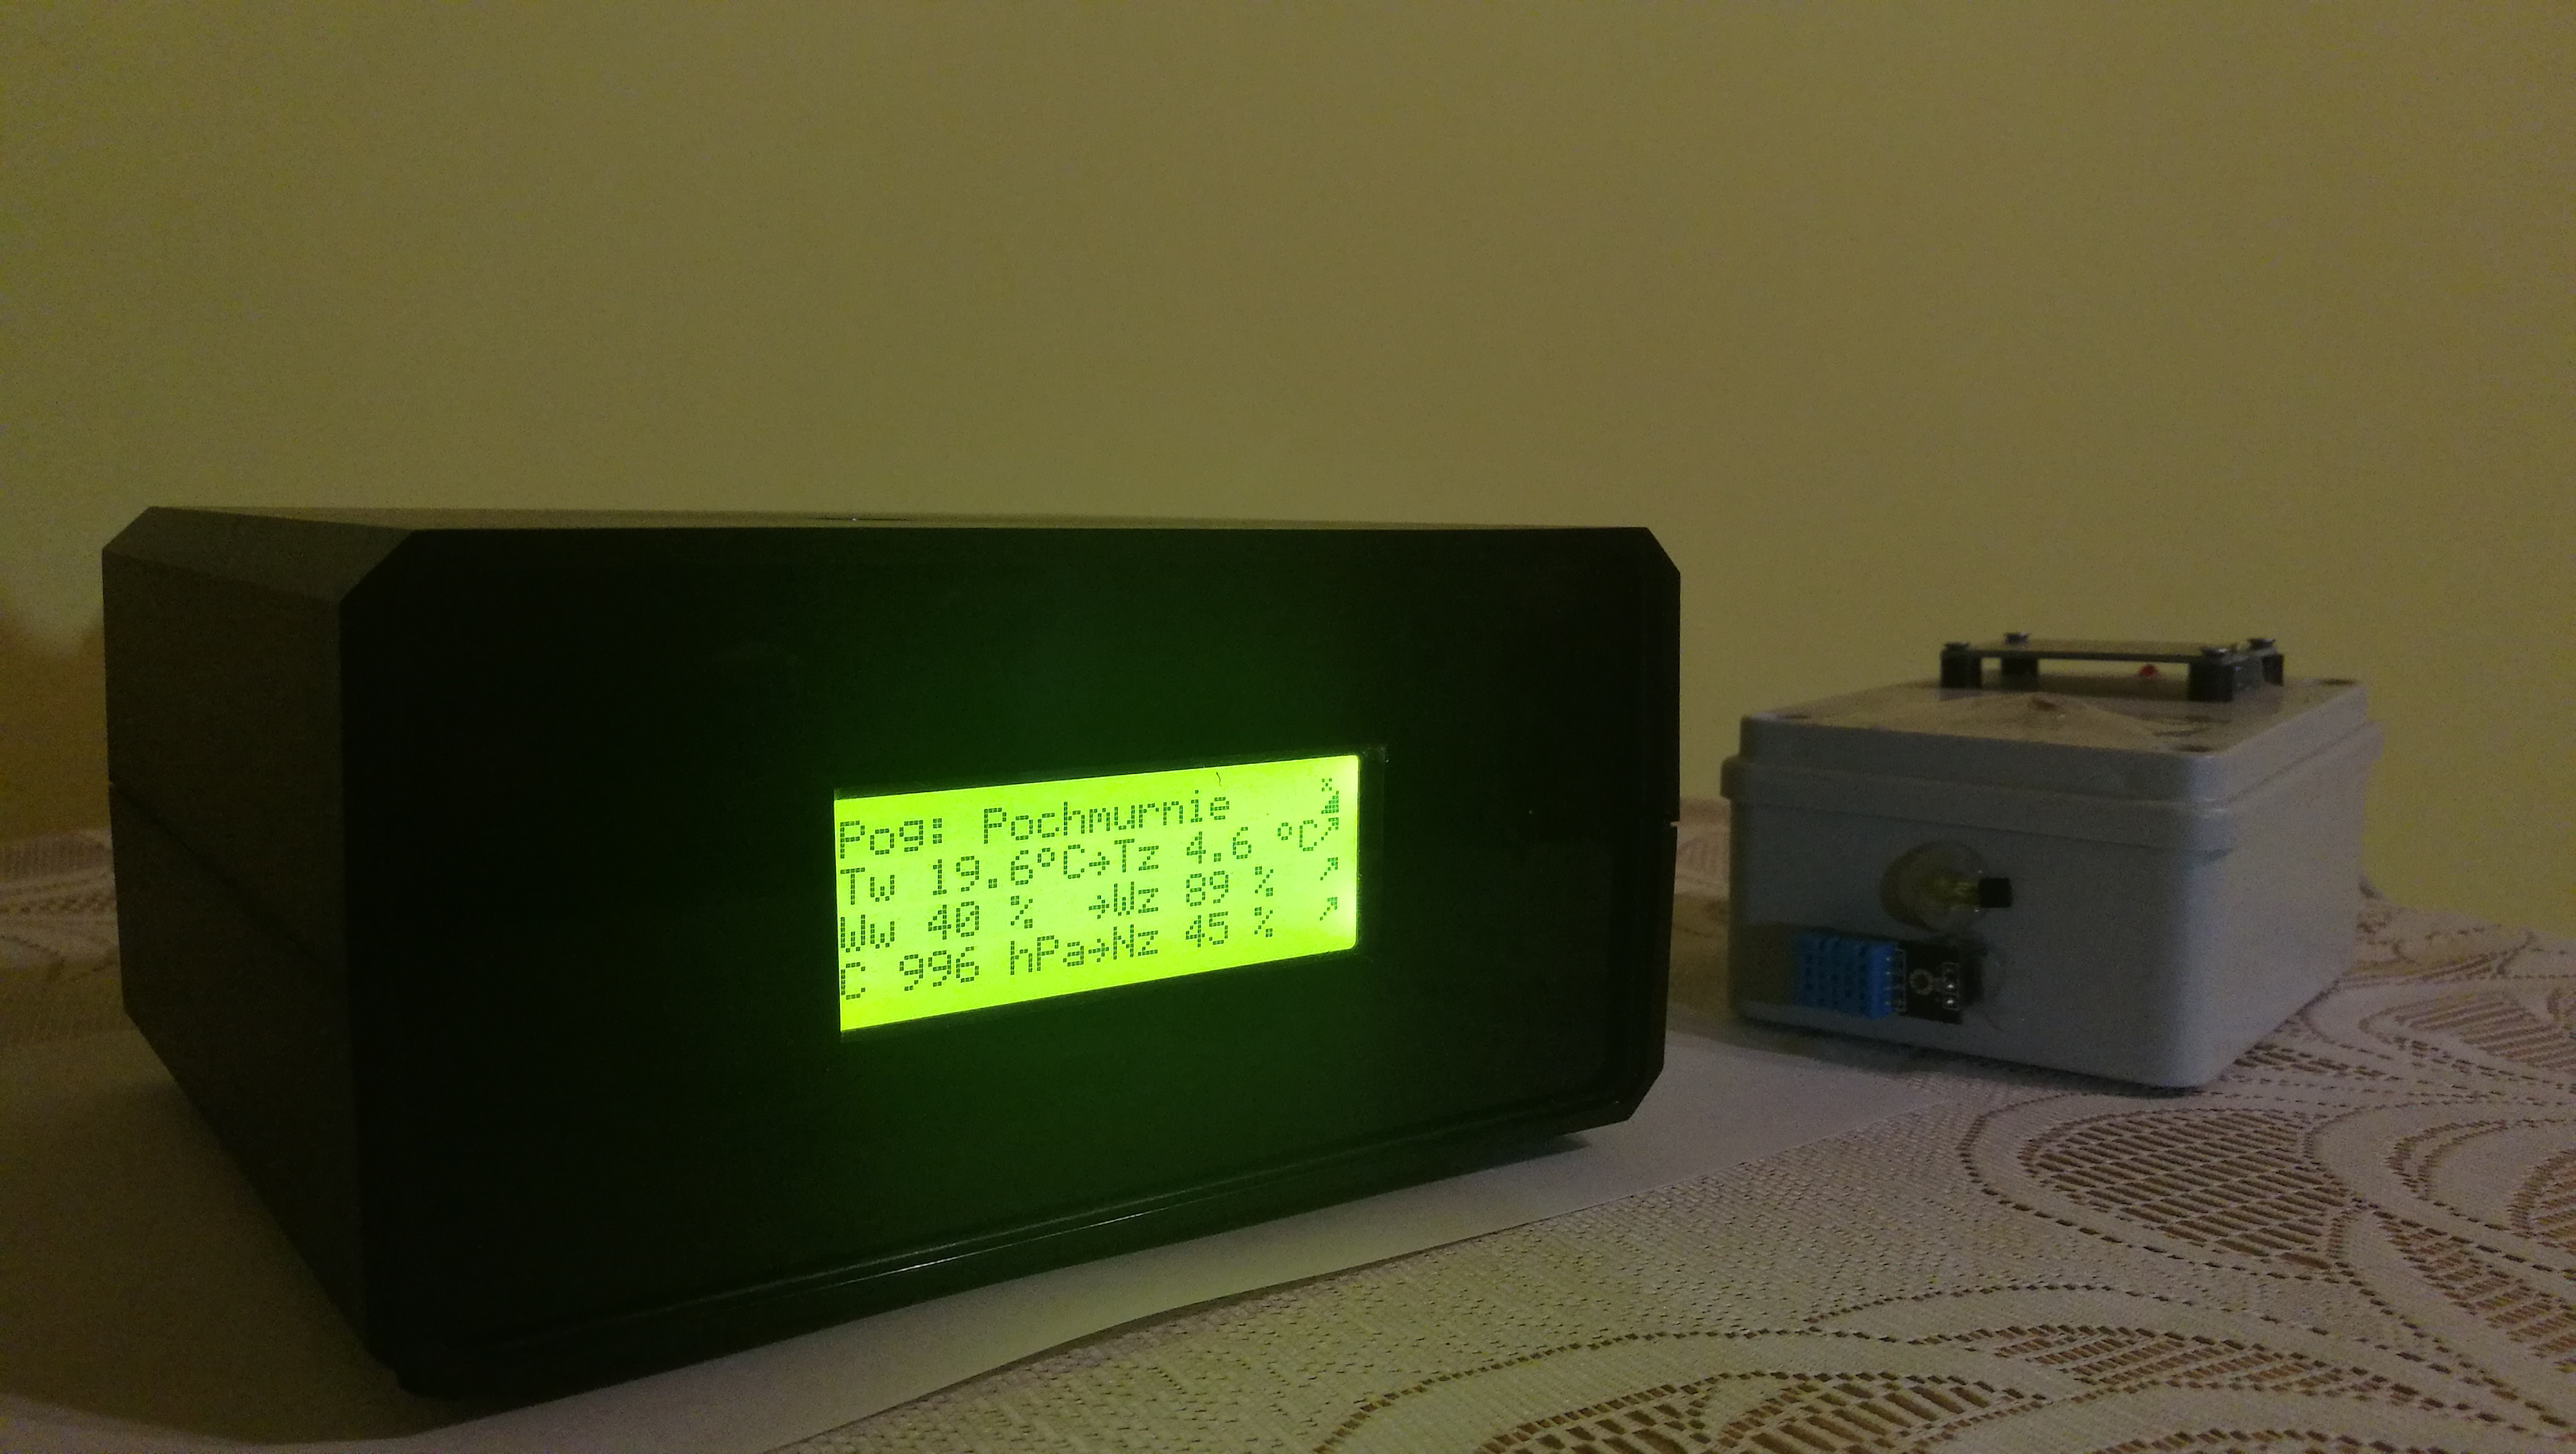 Pog: Pochmurnie
Tw 19.6°C→Tz 4.6 °C↗
Ww 40 % →Wz 89 % ↗
C 996 hPa→Nz 45 % ↗